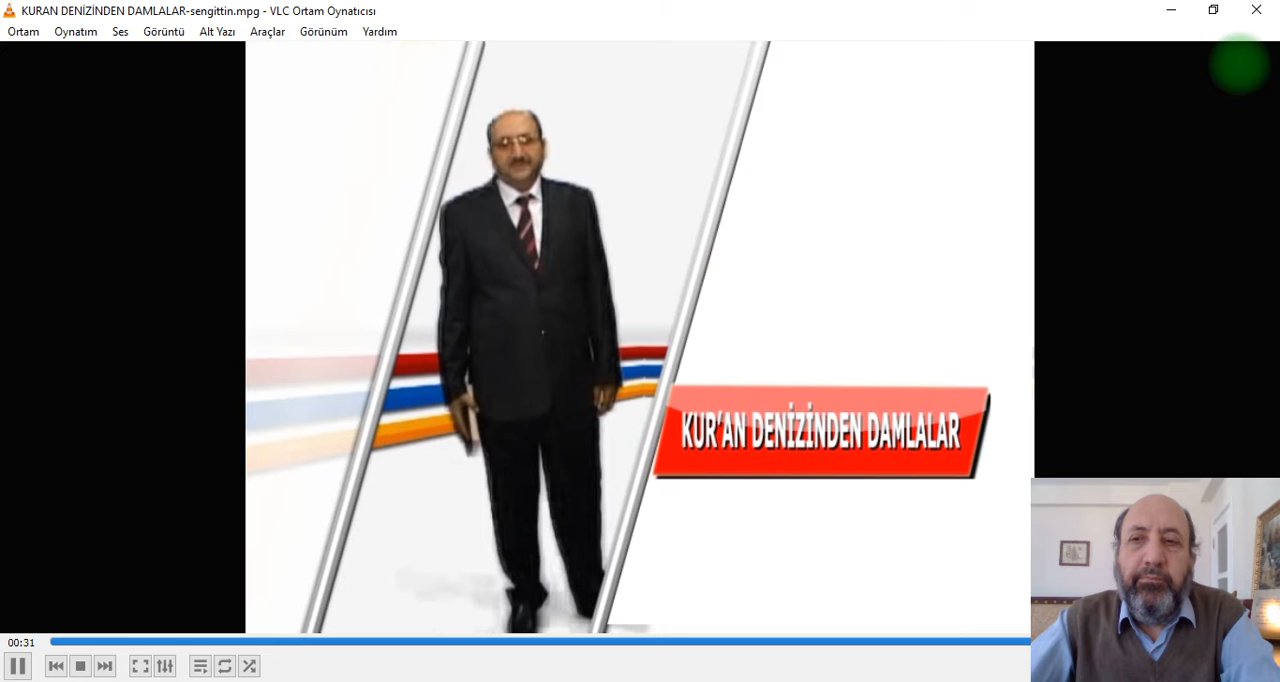 KURAN DENİZİNDEN DAMLALAR-sengittin.mpg - VLC Ortam Oynatıcısı
Ortam Oynatım Ses Görüntü Alt Yazı Araçlar Görünüm Yardım
KUR'AN DENİZİNDEN DAMLALAR
00:31